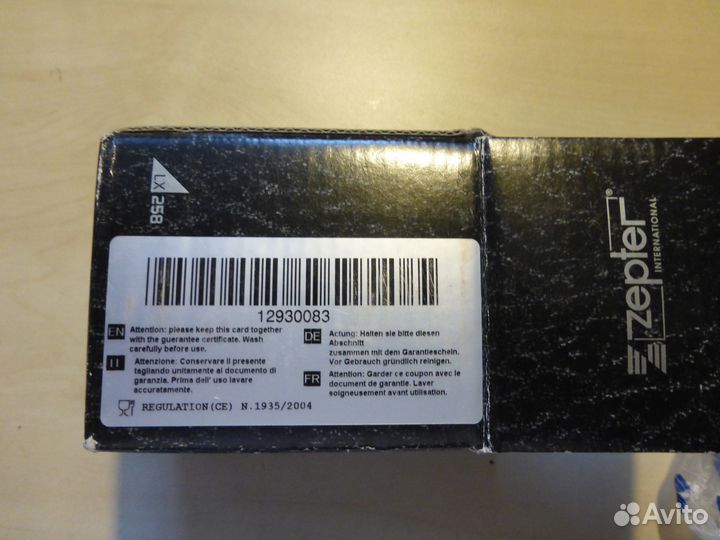 LX 258
zepter®
INTERNATIONAL
12930083
EN Attention: please keep this card together
with the guerantee certificate. Wash
carefully before use.
IT Attenzione: Conservare il presente
tagliando unitamente al documento di
garanzia. Prima dell' uso lavare
accuratamente.
DE Actung: Halten sie bitte diesen
Abschnitt
zusammen mit dem Garantieschein.
Vor Gebrauch gründlich reinigen.
FR Attention: Garder ce coupon avec le
document de garantie. Laver
soigneusement avant utilisation.
REGULATION(CE) N.1935/2004
Avito